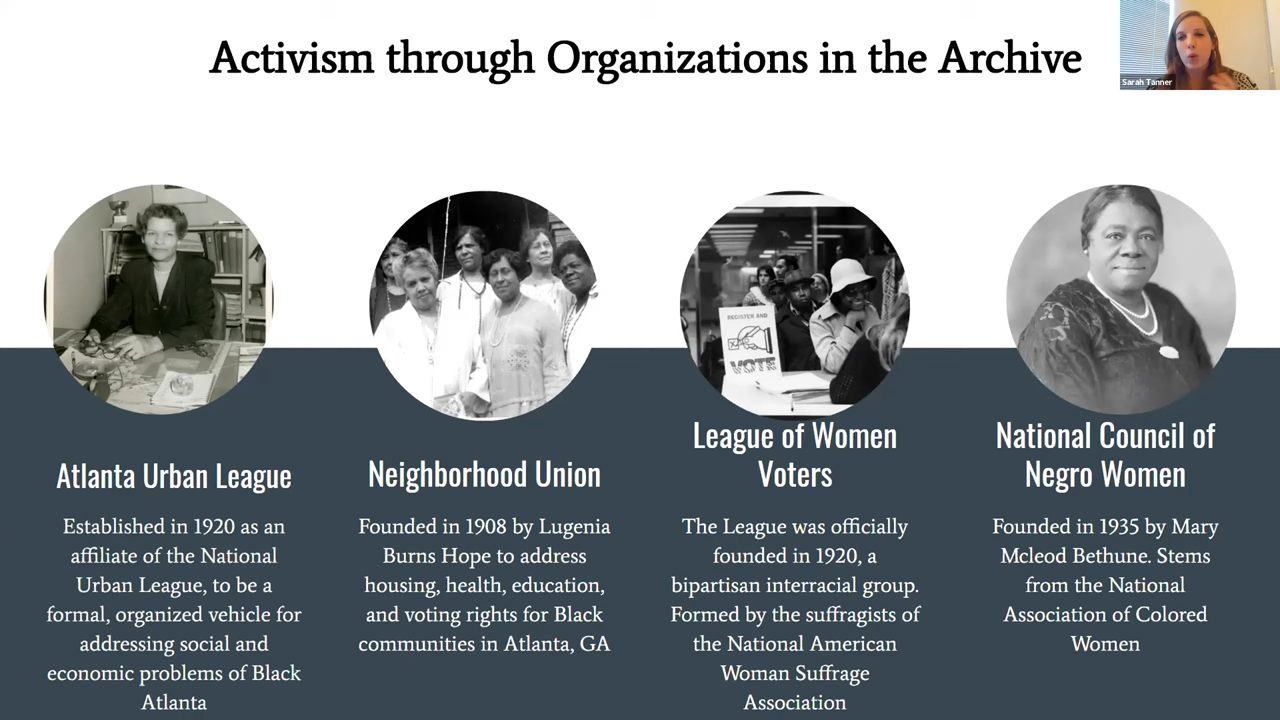 Activism through Organizations in the Archive
Sarah Tanner
REGISTER AND
VOTE
Atlanta Urban League
Established in 1920 as an
affiliate of the National
Urban League, to be a
formal, organized vehicle for
addressing social and
economic problems of Black
Atlanta
Neighborhood Union
Founded in 1908 by Lugenia
Burns Hope to address
housing, health, education,
and voting rights for Black
communities in Atlanta, GA
League of Women
Voters
The League was officially
founded in 1920, a
bipartisan interracial group.
Formed by the suffragists of
the National American
Woman Suffrage
Association
National Council of
Negro Women
Founded in 1935 by Mary
Mcleod Bethune. Stems
from the National
Association of Colored
Women